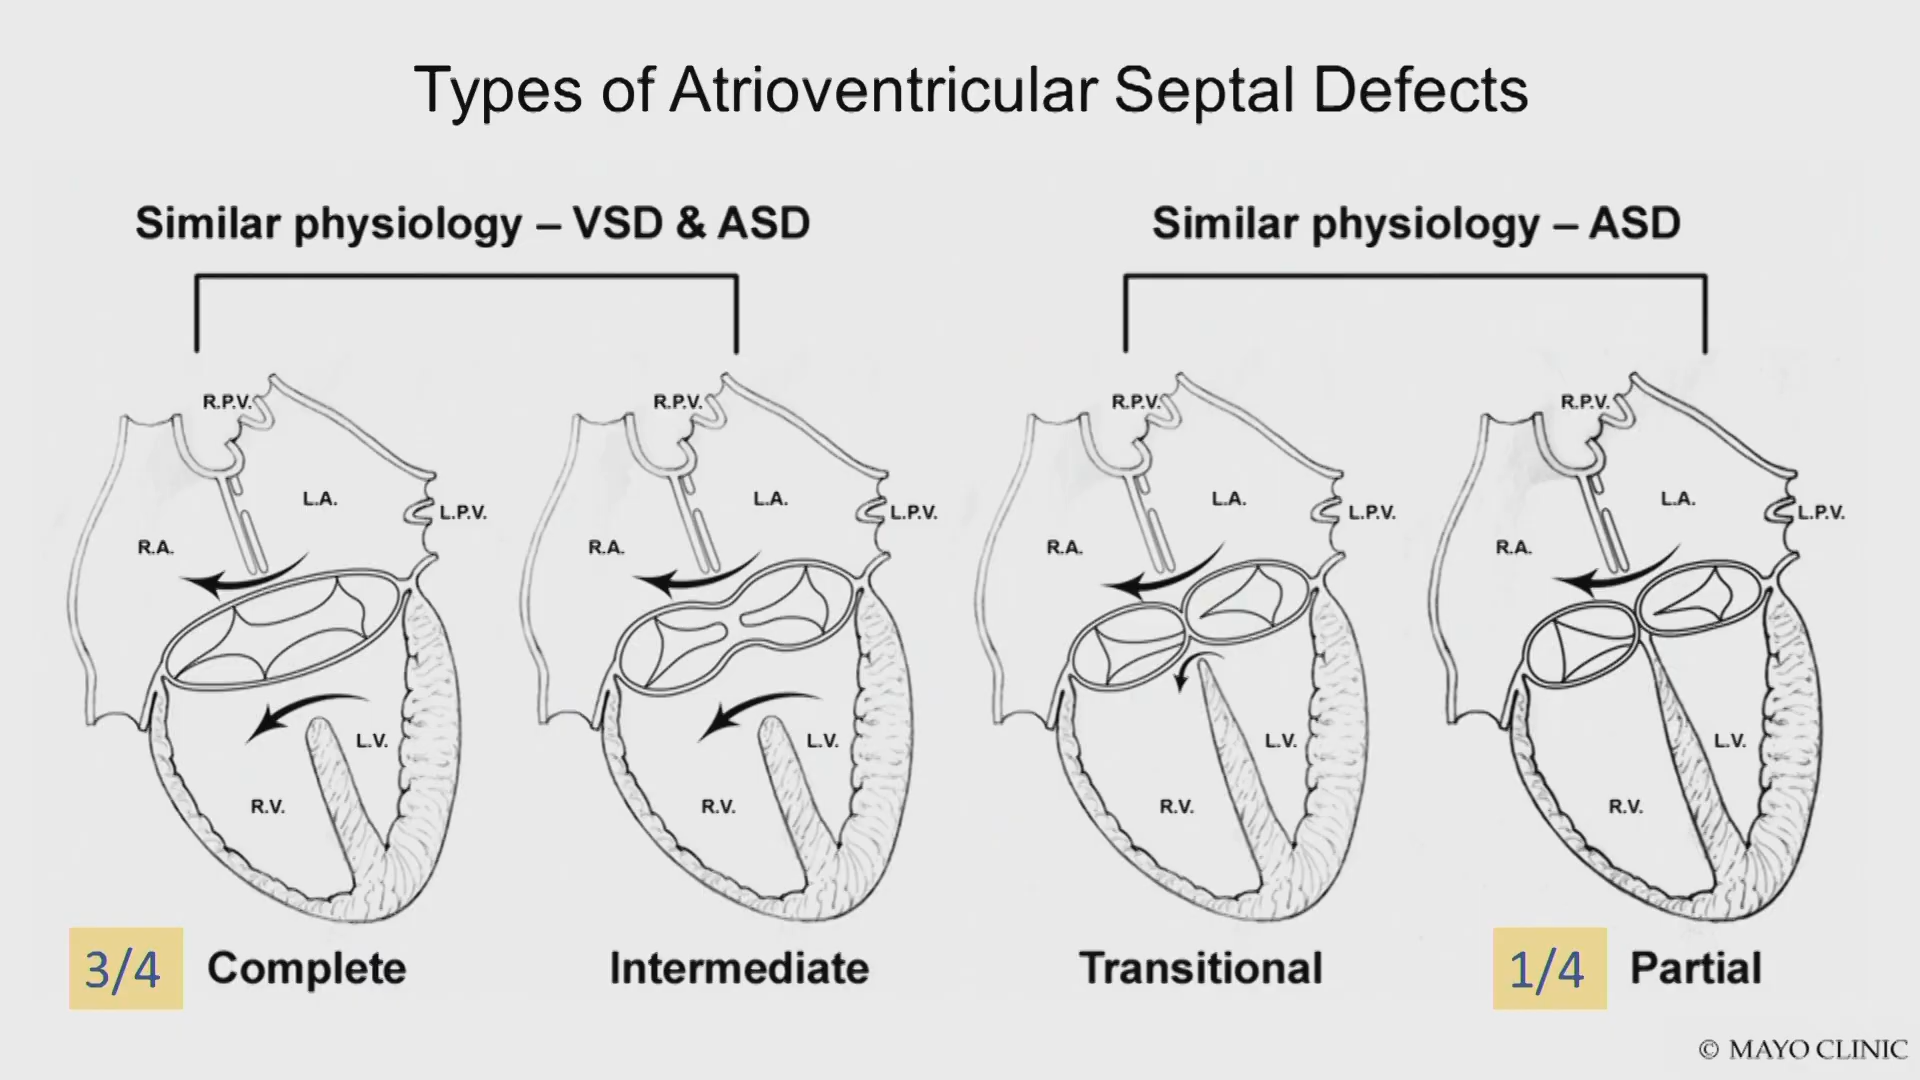 Types of Atrioventricular Septal Defects
Similar physiology – VSD & ASD
Similar physiology – ASD
R.P.V.
L.A.
L.P.V.
R.A.
L.V.
R.V.
R.P.V.
L.A.
L.P.V.
R.A.
L.V.
R.V.
R.P.V.
L.A.
L.P.V.
R.A.
L.V.
R.V.
R.P.V.
L.A.
L.P.V.
R.A.
L.V.
R.V.
3/4 Complete
Intermediate
Transitional
1/4 Partial
© MAYO CLINIC